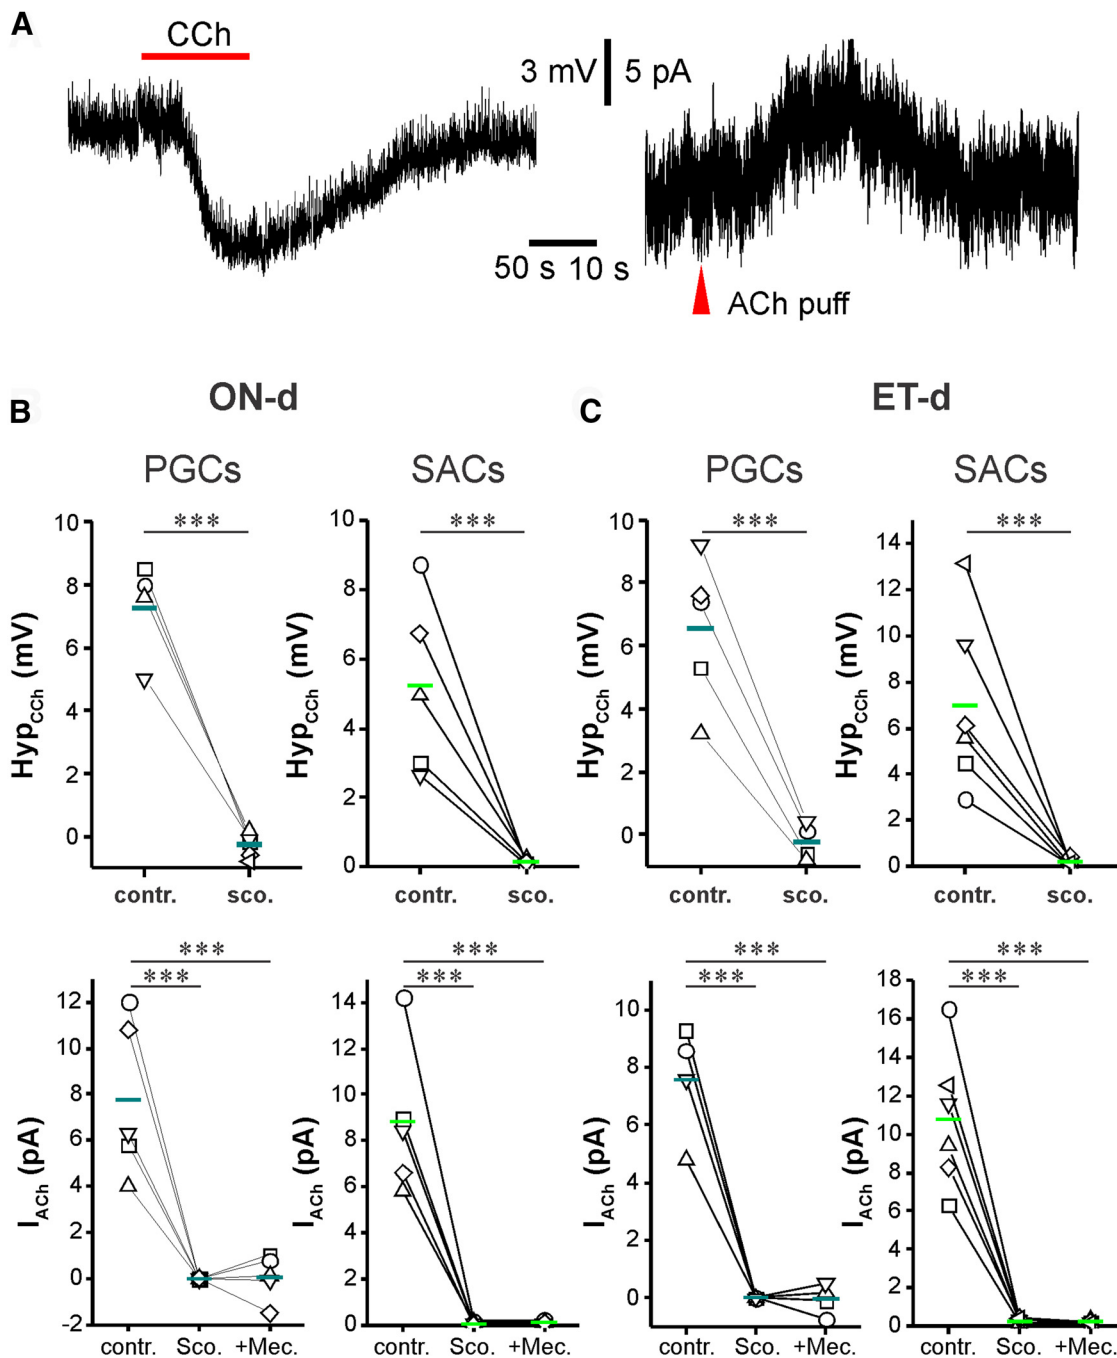 A
CCh
3 mV 5 pA
50 s 10 s
ACh puff
B
ON-d
C
ET-d
PGCs
SACs
PGCs
SACs
***
***
***
***
Hyp_CCh (mV)
10
8
6
4
2
0
contr.
sco.
Hyp_CCh (mV)
10
8
6
4
2
0
contr.
sco.
Hyp_CCh (mV)
10
8
6
4
2
0
contr.
sco.
Hyp_CCh (mV)
14
12
10
8
6
4
2
0
contr.
sco.
***
***
***
***
***
***
***
***
I_ACh (pA)
12
10
8
6
4
2
0
-2
contr.
Sco.
+Mec.
I_ACh (pA)
14
12
10
8
6
4
2
0
contr.
Sco.
+Mec.
I_ACh (pA)
10
8
6
4
2
0
contr.
Sco.
+Mec.
I_ACh (pA)
18
16
14
12
10
8
6
4
2
0
contr.
Sco.
+Mec.